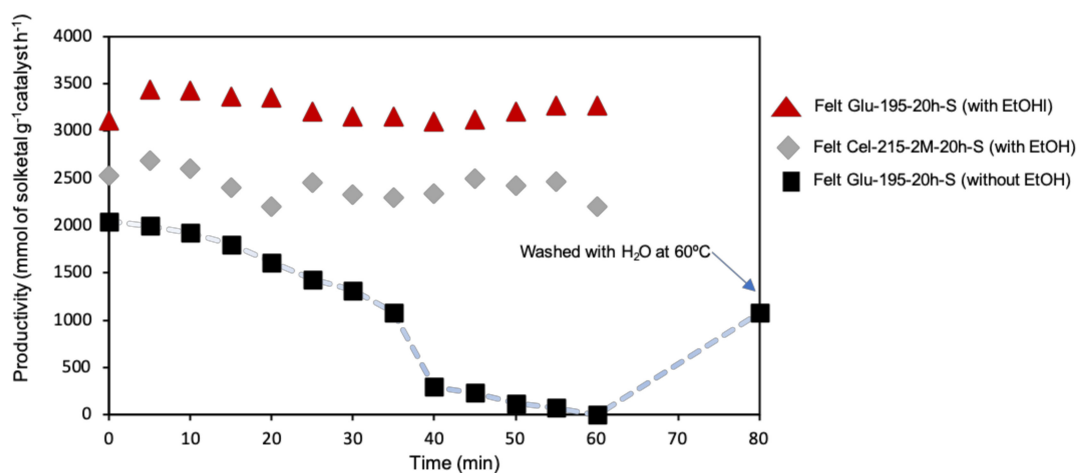 Productivity (mmol of solketal g⁻¹catalyst h⁻¹)
4000
3500
3000
2500
2000
1500
1000
500
0
0 10 20 30 40 50 60 70 80
Time (min)
Washed with H₂O at 60ºC
Felt Glu-195-20h-S (with EtOHl)
Felt Cel-215-2M-20h-S (with EtOH)
Felt Glu-195-20h-S (without EtOH)